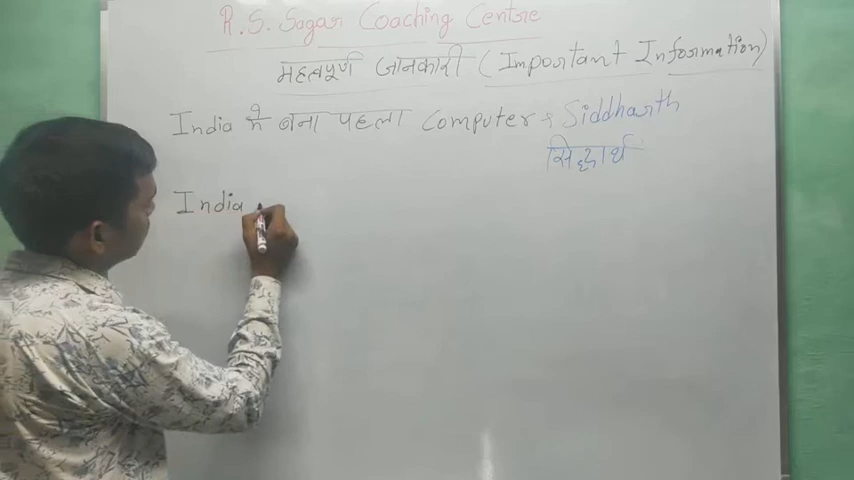 R.S. Sagar Coaching Centre
महत्वपूर्ण जानकारी (Important Information)
India में बना पहला Computer : Siddharth
सिद्धार्थ
India